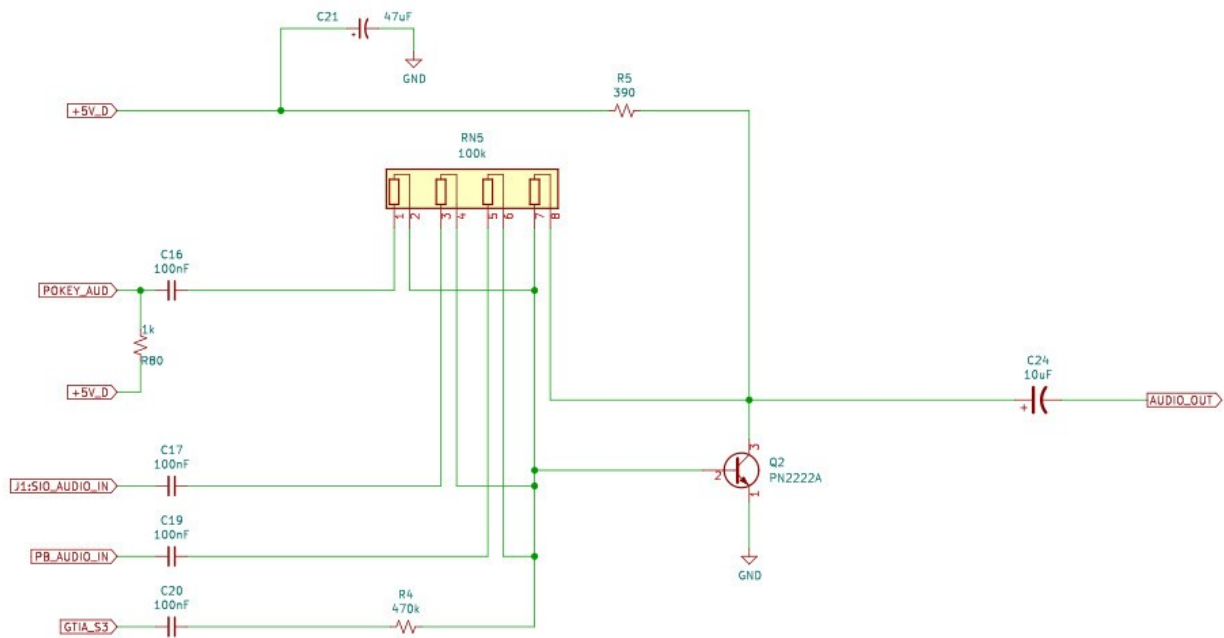 C21
47uF
GND
+5V_D
R5
390
RN5
100k
1
2
3
4
5
6
7
8
C16
100nF
POKEY_AUD
1k
R80
+5V_D
C24
10uF
AUDIO_OUT
C17
100nF
J1:SIO_AUDIO_IN
3
2
1
Q2
PN2222A
C19
100nF
PB_AUDIO_IN
GND
C20
100nF
GTIA_S3
R4
470k